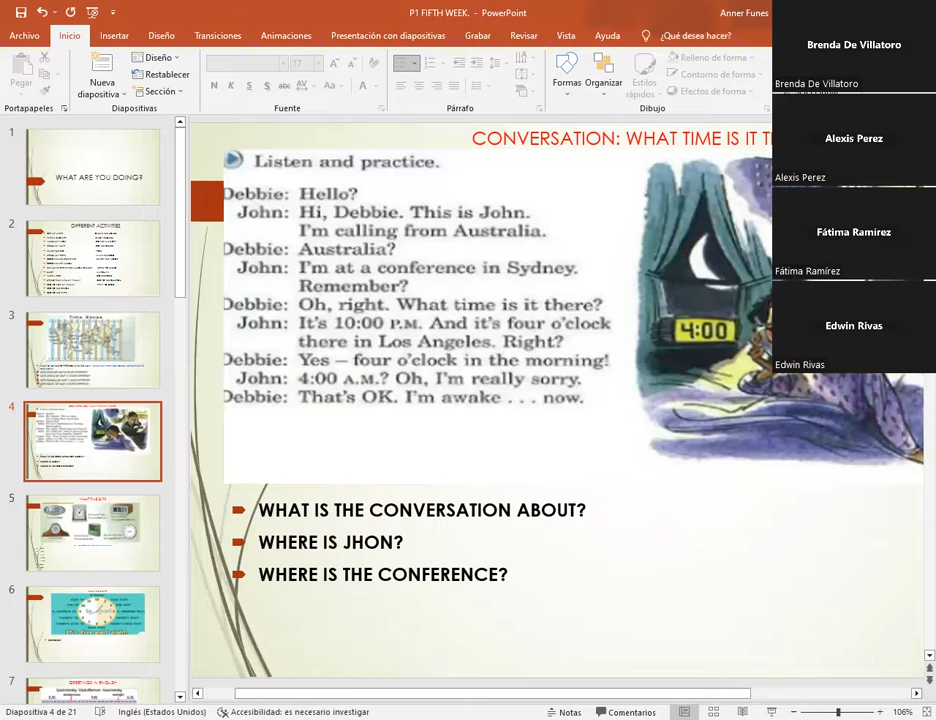 P1 FIFTH WEEK. - PowerPoint
Anner Funes
Archivo Inicio Insertar Diseño Transiciones Animaciones Presentación con diapositivas Grabar Revisar Vista Ayuda ¿Qué desea hacer?
Pegar
Nueva diapositiva
Diseño
Restablecer
Sección
17
N K S S abc AV Aa A
Formas
Organizar
Estilos rápidos
Relleno de forma
Contorno de forma
Efectos de forma
Portapapeles Diapositivas Fuente Párrafo Dibujo
Brenda De Villatoro
Brenda De Villatoro
Alexis Perez
Alexis Perez
Fátima Ramírez
Fátima Ramírez
Edwin Rivas
Edwin Rivas
1
WHAT ARE YOU DOING?
2
DIFFERENT ACTIVITIES
3
Time Zones
4
5
6
7
GREETINGS IN ENGLISH
CONVERSATION: WHAT TIME IS IT T
Listen and practice.
Debbie: Hello?
John: Hi, Debbie. This is John.
I'm calling from Australia.
Debbie: Australia?
John: I'm at a conference in Sydney.
Remember?
Debbie: Oh, right. What time is it there?
John: It's 10:00 P.M. And it's four o'clock
there in Los Angeles. Right?
Debbie: Yes – four o'clock in the morning!
John: 4:00 A.M.? Oh, I'm really sorry.
Debbie: That's OK. I'm awake . . . now.
4:00
WHAT IS THE CONVERSATION ABOUT?
WHERE IS JHON?
WHERE IS THE CONFERENCE?
Diapositiva 4 de 21 Inglés (Estados Unidos) Accesibilidad: es necesario investigar Notas Comentarios 106%